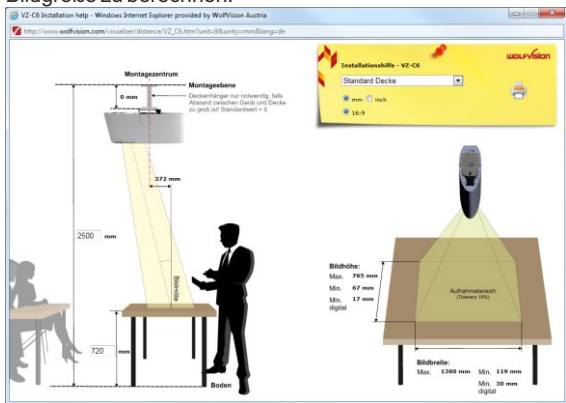 Bildgröße zu berechnen.
VZ-C6 Installation help - Windows Internet Explorer provided by WolfVision Austria
http://www.wolfvision.com/visualizer/distance/VZ_C6.htm?unit=9&unity=mm&lang=de
Montagezentrum
Montageebene
0 mm
Deckenhänger nur notwendig, falls
Abstand zwischen Gerät und Decke
zu groß ist! Standardwert = 0
372 mm
2500 mm
Bildmitte
720 mm
Boden
WOLFVISION
Installationshilfe - VZ-C6
Standard Decke
mm inch
16:9
Bildhöhe:
Max. 765 mm
Min. 67 mm
Min. 17 mm
digital
Aufnahmebereich
(Toleranz 10%)
Bildbreite:
Max. 1360 mm Min. 119 mm
Min. 30 mm
digital